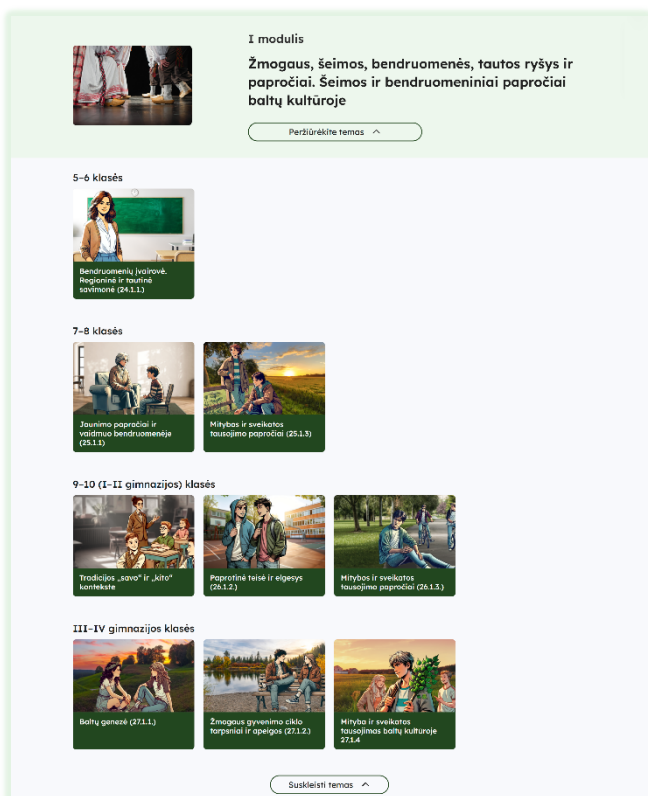 I modulis
Žmogaus, šeimos, bendruomenės, tautos ryšys ir
papročiai. Šeimos ir bendruomeniniai papročiai
baltų kultūroje
Peržiūrėkite temas
5–6 klasės
Bendruomenių įvairovė.
Regioninė ir tautinė
savimonė (24.1.1.)
7–8 klasės
Jaunimo papročiai ir
vaidmuo bendruomenėje
(25.1.1)
Mitybos ir sveikatos
tausojimo papročiai (25.1.3)
9–10 (I–II gimnazijos) klasės
Tradicijos „savo“ ir „kito“
kontekste
Paprotinė teisė ir elgesys
(26.1.2.)
Mitybos ir sveikatos
tausojimo papročiai (26.1.3.)
III–IV gimnazijos klasės
Baltų genezė (27.1.1.)
Žmogaus gyvenimo ciklo
tarpsniai ir apeigos (27.1.2.)
Mityba ir sveikatos
tausojimas baltų kultūroje
27.1.4
Suskleisti temas